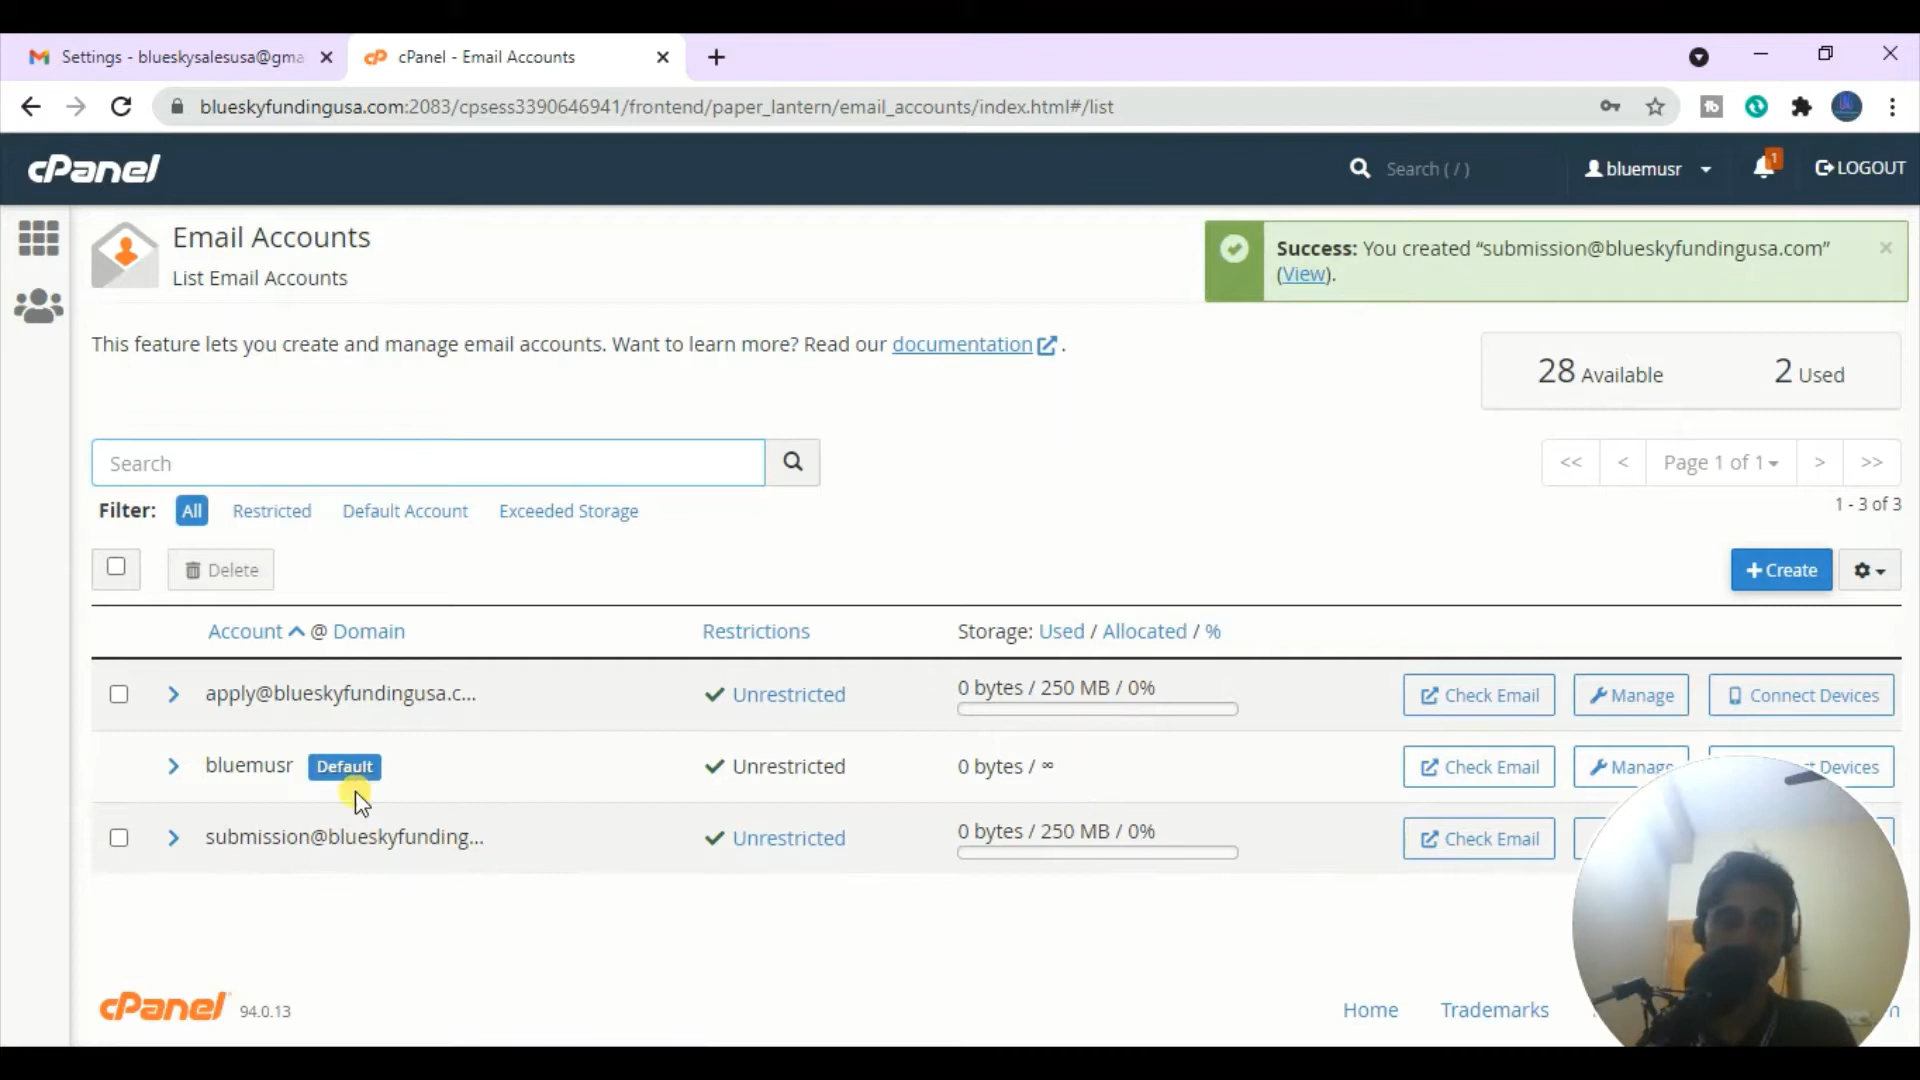 Settings - blueskysalesusa@gma
cPanel - Email Accounts
blueskyfundingusa.com:2083/cpsess3390646941/frontend/paper_lantern/email_accounts/index.html#/list
cPanel
Search ( / )
bluemusr
1
LOGOUT
Email Accounts
List Email Accounts
Success: You created “submission@blueskyfundingusa.com”
(View).
This feature lets you create and manage email accounts. Want to learn more? Read our documentation .
28 Available 2 Used
Search
<< < Page 1 of 1 > >>
Filter: All Restricted Default Account Exceeded Storage
1 - 3 of 3
Delete
+ Create
Account @ Domain Restrictions Storage: Used / Allocated / %
apply@blueskyfundingusa.c... Unrestricted 0 bytes / 250 MB / 0% Check Email Manage Connect Devices
bluemusr Default Unrestricted 0 bytes / ∞ Check Email Manage Devices
submission@blueskyfunding... Unrestricted 0 bytes / 250 MB / 0% Check Email
cPanel 94.0.13
Home Trademarks